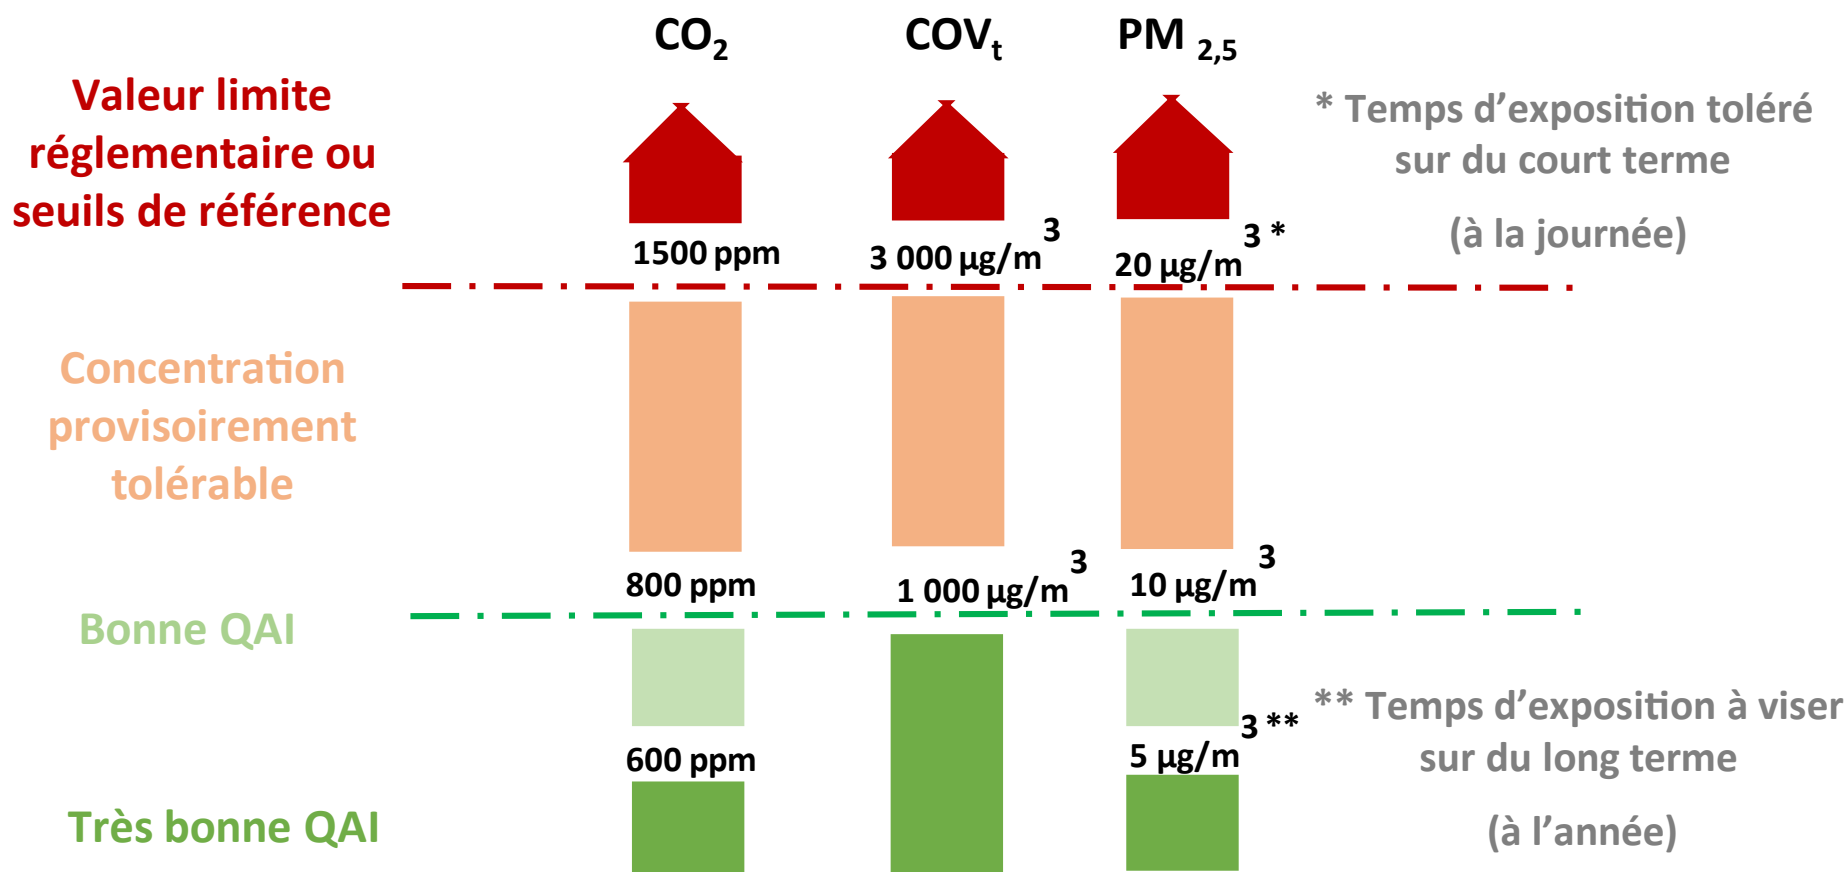 CO₂ COVₜ PM 2,5
Valeur limite
réglementaire ou
seuils de référence
* Temps d'exposition toléré
sur du court terme
(à la journée)
1500 ppm 3 000 µg/m³ 20 µg/m³ *
Concentration
provisoirement
tolérable
800 ppm 1 000 µg/m³ 10 µg/m³
Bonne QAI
600 ppm 5 µg/m³ **
** Temps d'exposition à viser
sur du long terme
(à l'année)
Très bonne QAI